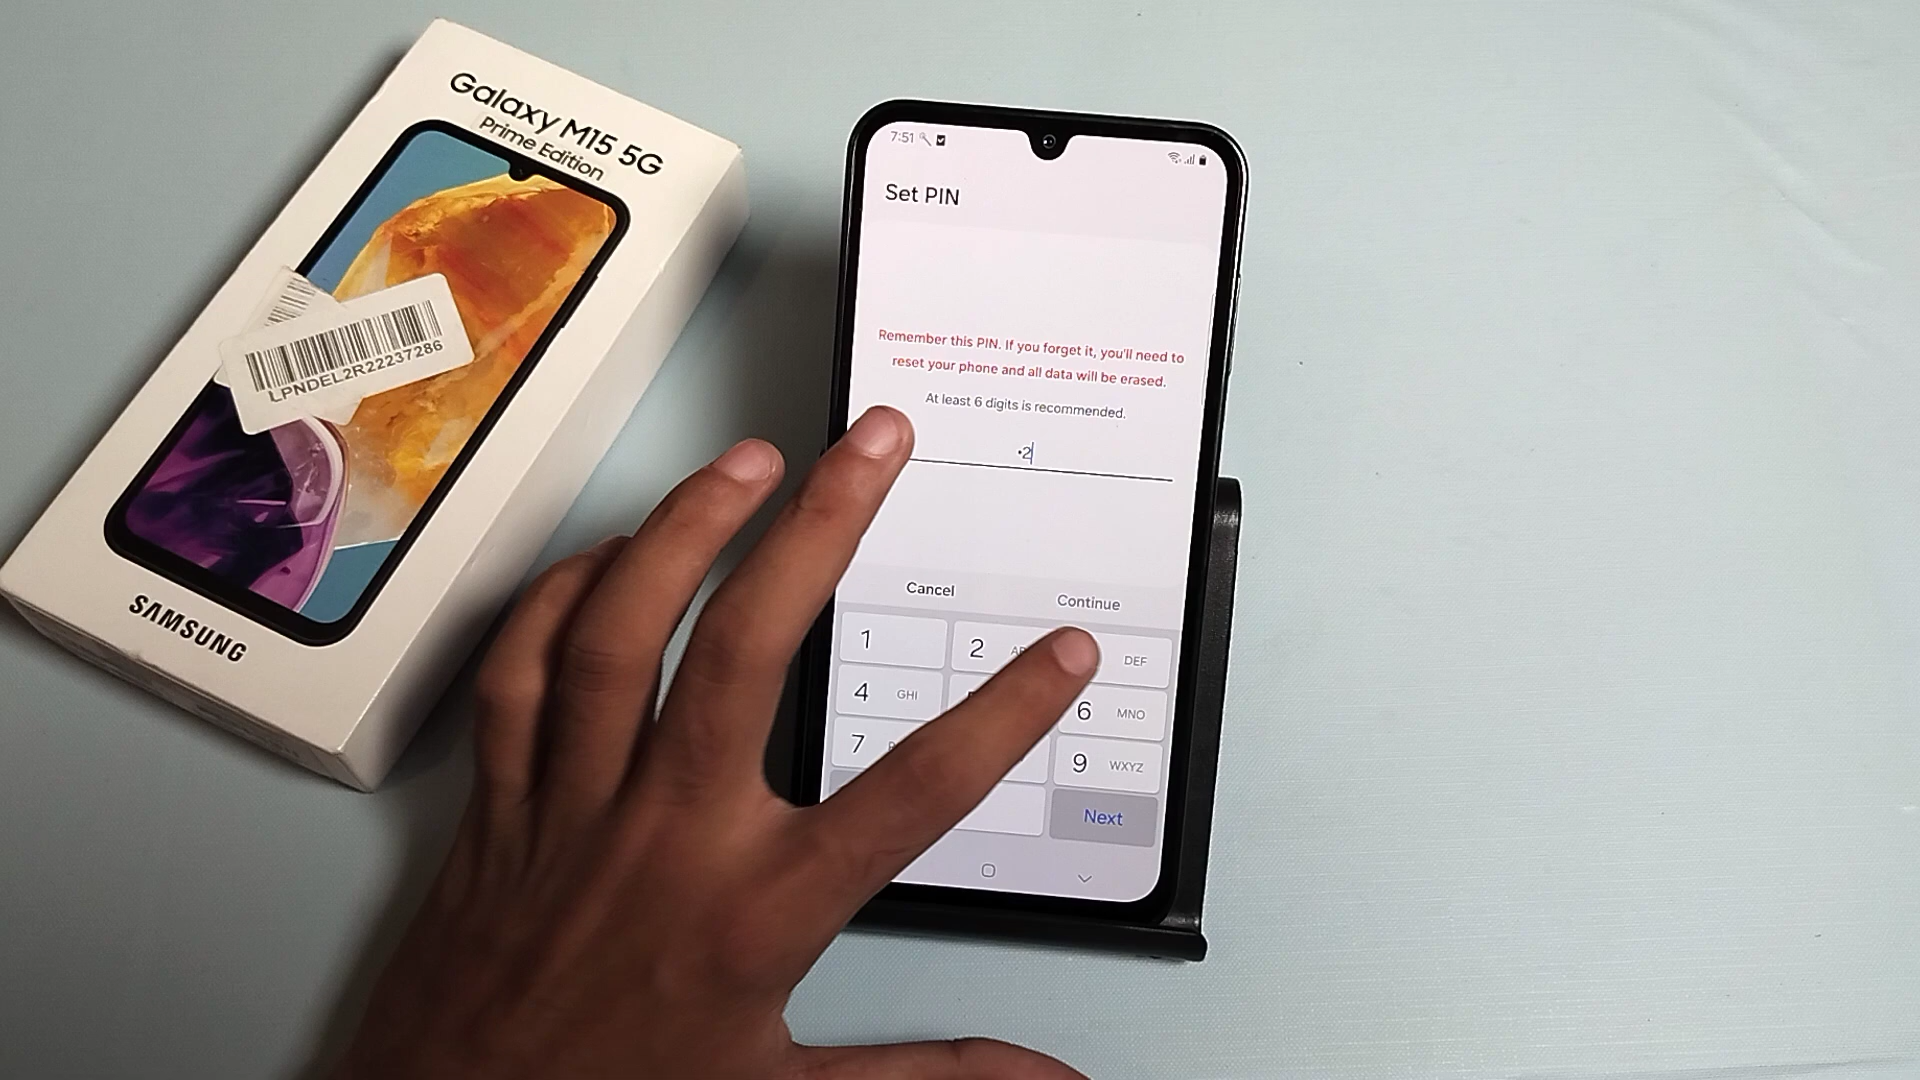 Galaxy M15 5G
Prime Edition
LPNDEL2R22237286
SAMSUNG
7:51
Set PIN
Remember this PIN. If you forget it, you'll need to
reset your phone and all data will be erased.
At least 6 digits is recommended.
•2
Cancel Continue
1 2 DEF
4 GHI 6 MNO
7 9 WXYZ
Next